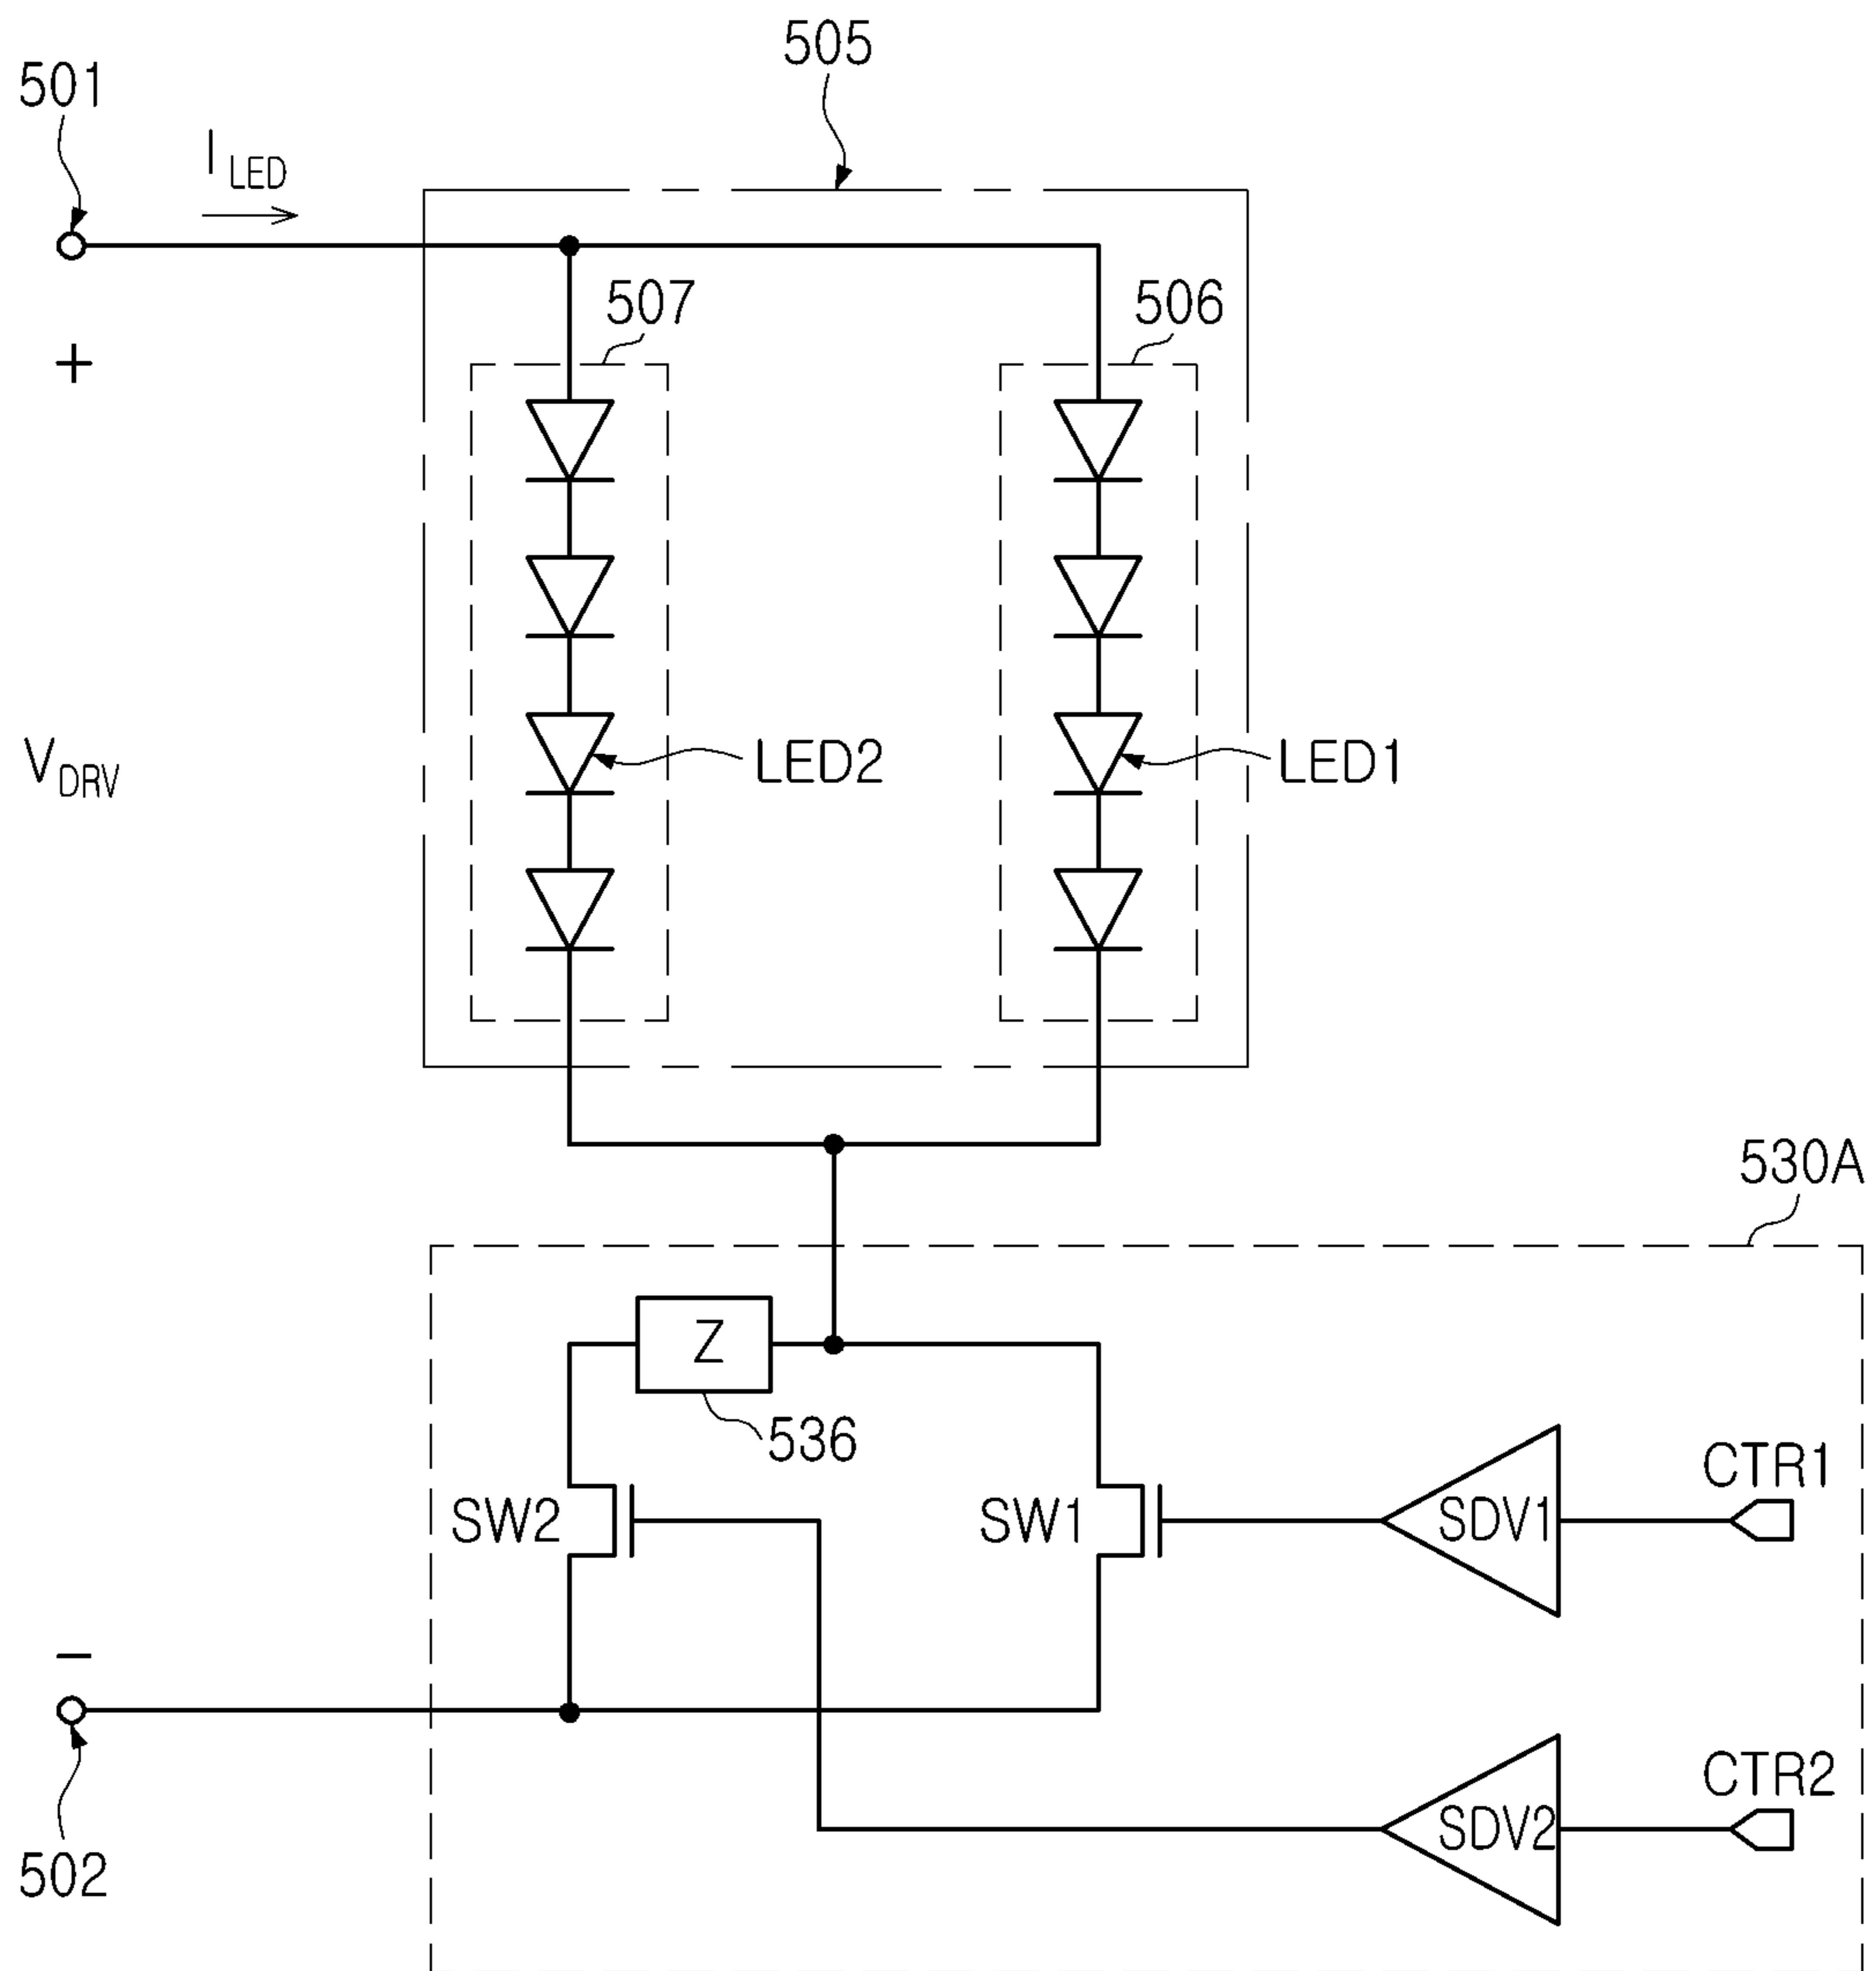 505
501
I LED
507
506
+
LED2
LED1
V DRV
530A
Z
536
CTR1
SW2
SW1
SDV1
−
CTR2
SDV2
502